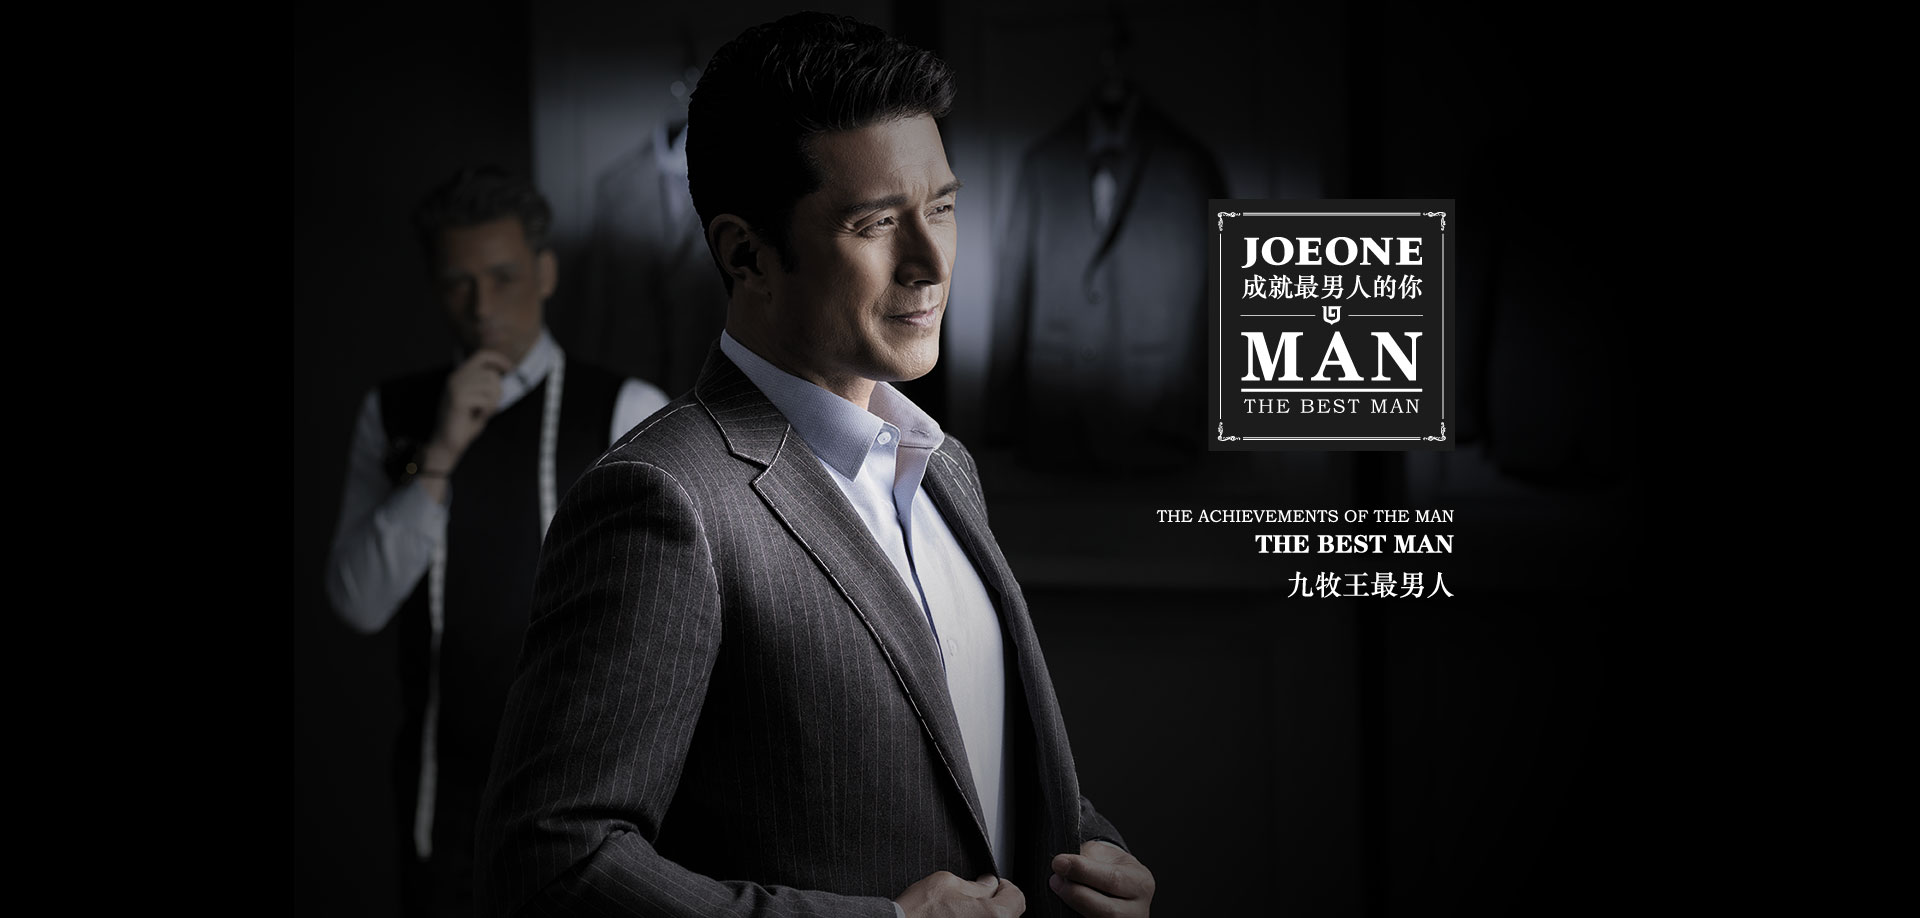 JOEONE
成就最男人的你
MAN
THE BEST MAN
THE ACHIEVEMENTS OF THE MAN
THE BEST MAN
九牧王最男人